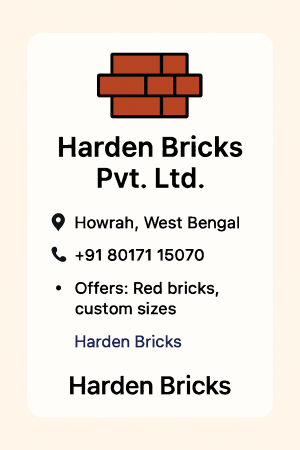 Harden Bricks
Pvt. Ltd.
Howrah, West Bengal
+91 80171 15070
• Offers: Red bricks,
custom sizes
Harden Bricks
Harden Bricks